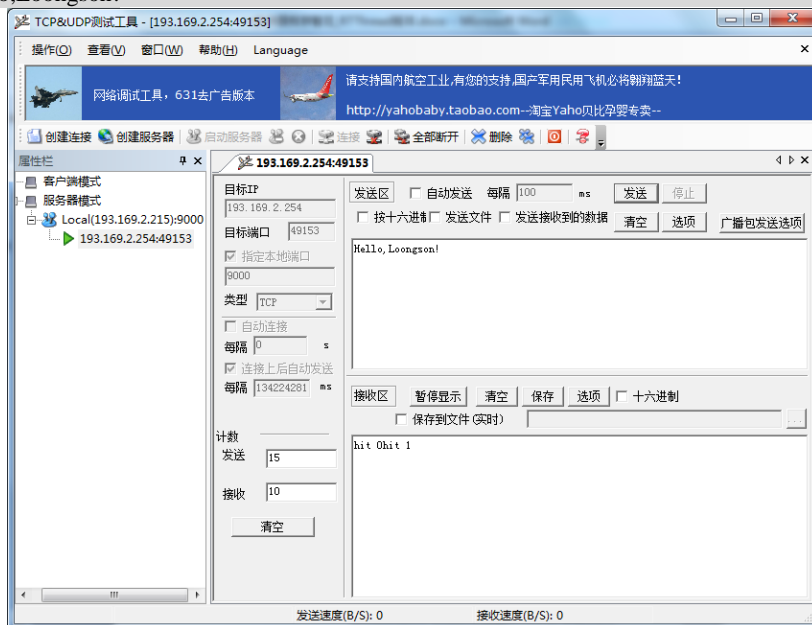 TCP&UDP测试工具 - [193.169.2.254:49153]
操作(O) 查看(V) 窗口(W) 帮助(H) Language
网络调试工具，631去广告版本
请支持国内航空工业,有您的支持,国产军用民用飞机必将翱翔蓝天!
http://yahobaby.taobao.com--淘宝Yaho贝比孕婴专卖--
创建连接 创建服务器 启动服务器 连接 全部断开 删除
属性栏
193.169.2.254:49153
客户端模式
服务器模式
Local(193.169.2.215):9000
193.169.2.254:49153
目标IP
193.169.2.254
目标端口 49153
指定本地端口
9000
类型 TCP
自动连接
每隔 0 s
连接上后自动发送
每隔 134224281 ms
计数
发送 15
接收 10
清空
发送区 自动发送 每隔 100 ms 发送 停止
按十六进制 发送文件 发送接收到的数据 清空 选项 广播包发送选项
Hello,Loongson!
接收区 暂停显示 清空 保存 选项 十六进制
保存到文件(实时)
hit 0hit 1
发送速度(B/S): 0 接收速度(B/S): 0